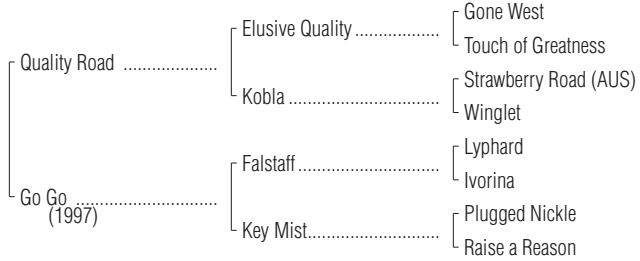 Gone West
Elusive Quality ....................
Touch of Greatness
Quality Road ......................
Strawberry Road (AUS)
Kobla ....................................
Winglet
Lyphard
Falstaff ..................................
Ivorina
Go Go ..................................
(1997)
Plugged Nickle
Key Mist ...............................
Raise a Reason